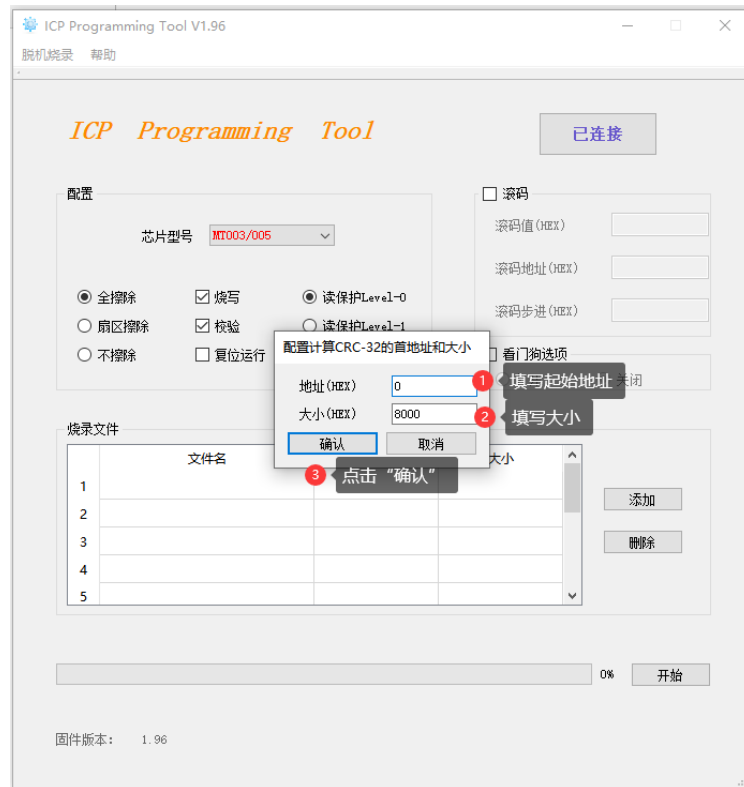 ICP Programming Tool V1.96
脱机烧录 帮助
ICP Programming Tool
已连接
配置
滚码
芯片型号 MT003/005
滚码值(HEX)
滚码地址(HEX)
滚码步进(HEX)
全擦除 烧写 读保护Level-0
扇区擦除 校验 读保护Level-1
不擦除 复位运行
看门狗选项
关闭
配置计算CRC-32的首地址和大小
地址(HEX) 0
1 填写起始地址
大小(HEX) 8000
2 填写大小
确认 取消
3 点击“确认”
烧录文件
文件名 大小
1
2
3
4
5
添加
删除
0% 开始
固件版本: 1.96